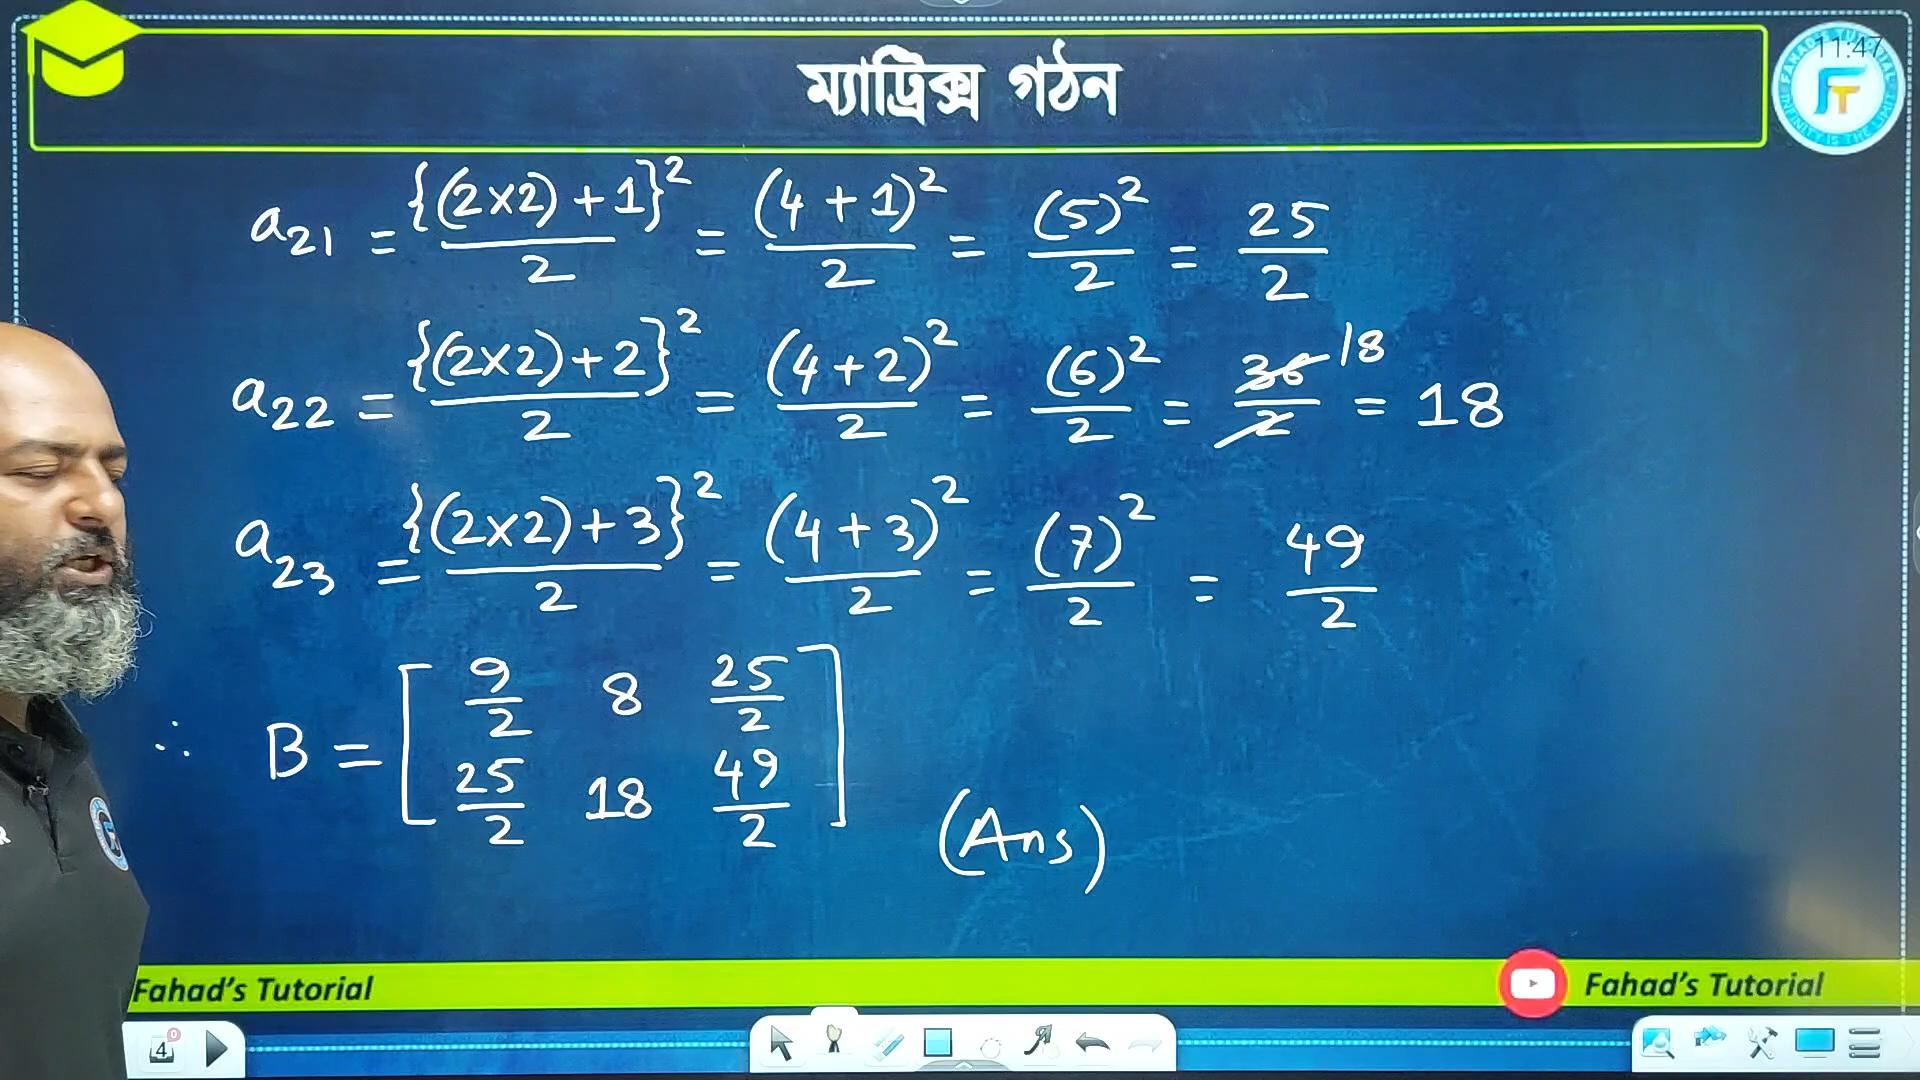 ম্যাট্রিক্স গঠন
11:47
a₂₁ = {(2×2)+1}²/2 = (4+1)²/2 = (5)²/2 = 25/2
a₂₂ = {(2×2)+2}²/2 = (4+2)²/2 = (6)²/2 = 36/2 18 = 18
a₂₃ = {(2×2)+3}²/2 = (4+3)²/2 = (7)²/2 = 49/2
∴ B = [ 9/2 8 25/2
25/2 18 49/2 ]
(Ans)
Fahad's Tutorial
Fahad's Tutorial
4